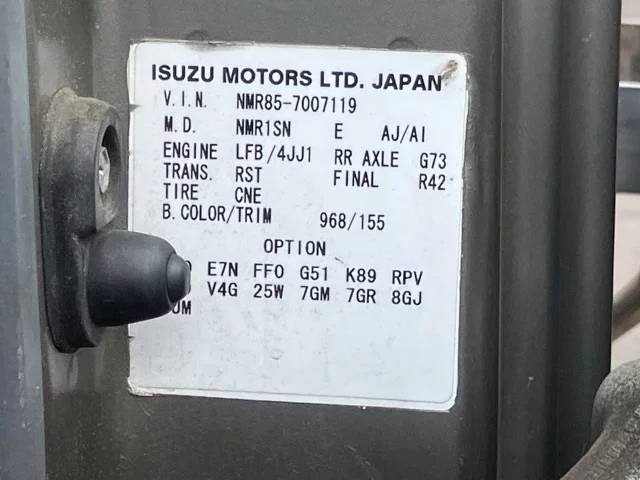 ISUZU MOTORS LTD. JAPAN
V.I.N. NMR85-7007119
M.D. NMR1SN E AJ/AI
ENGINE LFB/4JJ1 RR AXLE G73
TRANS. RST FINAL R42
TIRE CNE
B.COLOR/TRIM 968/155
OPTION
E7N FFO G51 K89 RPV
V4G 25W 7GM 7GR 8GJ